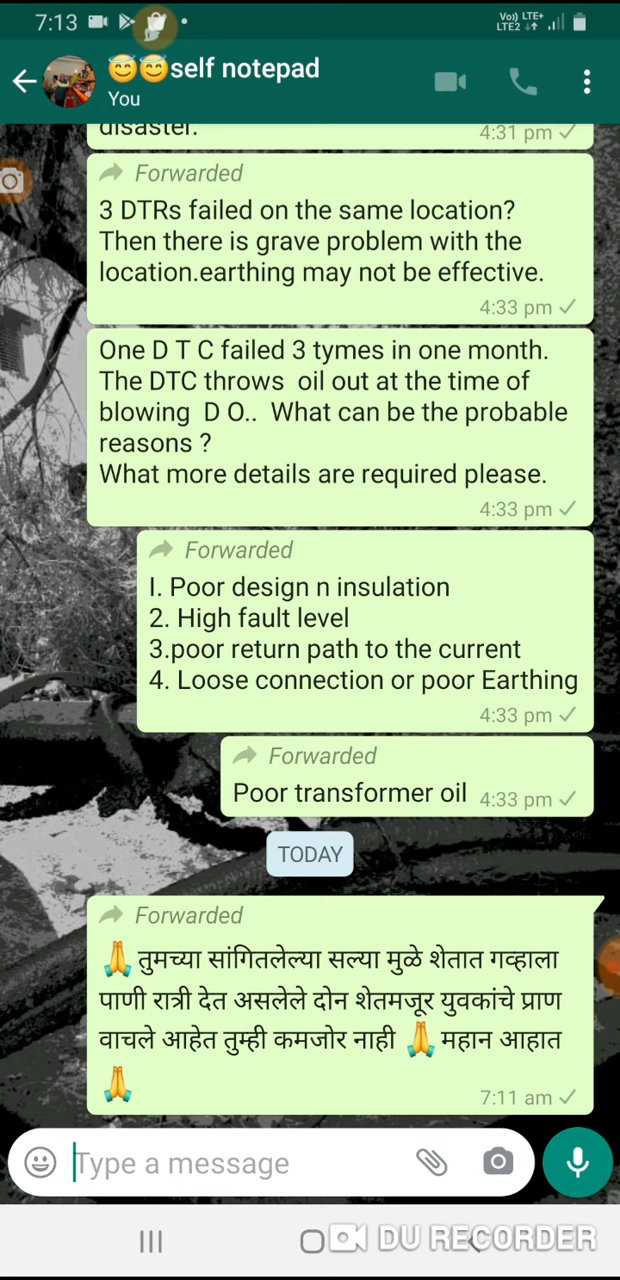 7:13
Vo)) LTE+
LTE2
😇😇self notepad
You
disaster.
4:31 pm
Forwarded
3 DTRs failed on the same location?
Then there is grave problem with the
location.earthing may not be effective.
4:33 pm
One D T C failed 3 tymes in one month.
The DTC throws oil out at the time of
blowing D O.. What can be the probable
reasons ?
What more details are required please.
4:33 pm
Forwarded
I. Poor design n insulation
2. High fault level
3.poor return path to the current
4. Loose connection or poor Earthing
4:33 pm
Forwarded
Poor transformer oil 4:33 pm
TODAY
Forwarded
🙏तुमच्या सांगितलेल्या सल्या मुळे शेतात गव्हाला
पाणी रात्री देत असलेले दोन शेतमजूर युवकांचे प्राण
वाचले आहेत तुम्ही कमजोर नाही 🙏महान आहात
🙏
7:11 am
Type a message
DU RECORDER